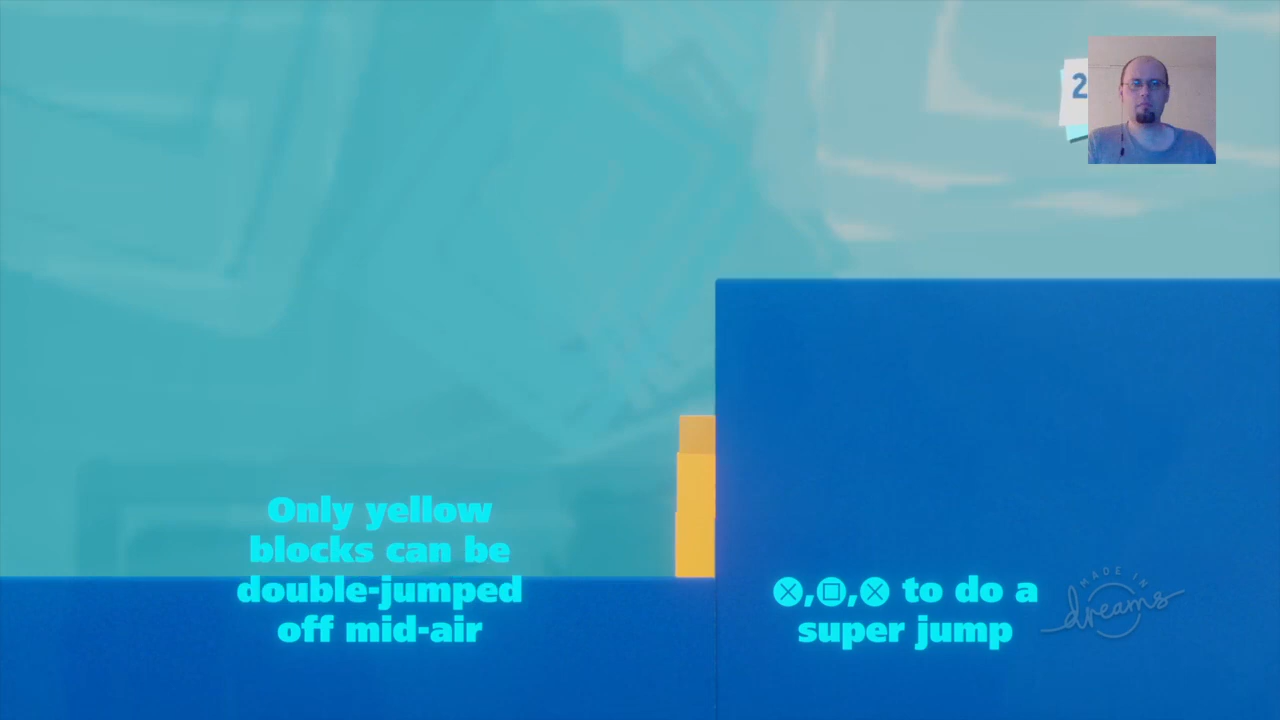 2
Only yellow
blocks can be
double-jumped
off mid-air
ⓧ,□,ⓧ to do a
super jump
MADE IN
dreams